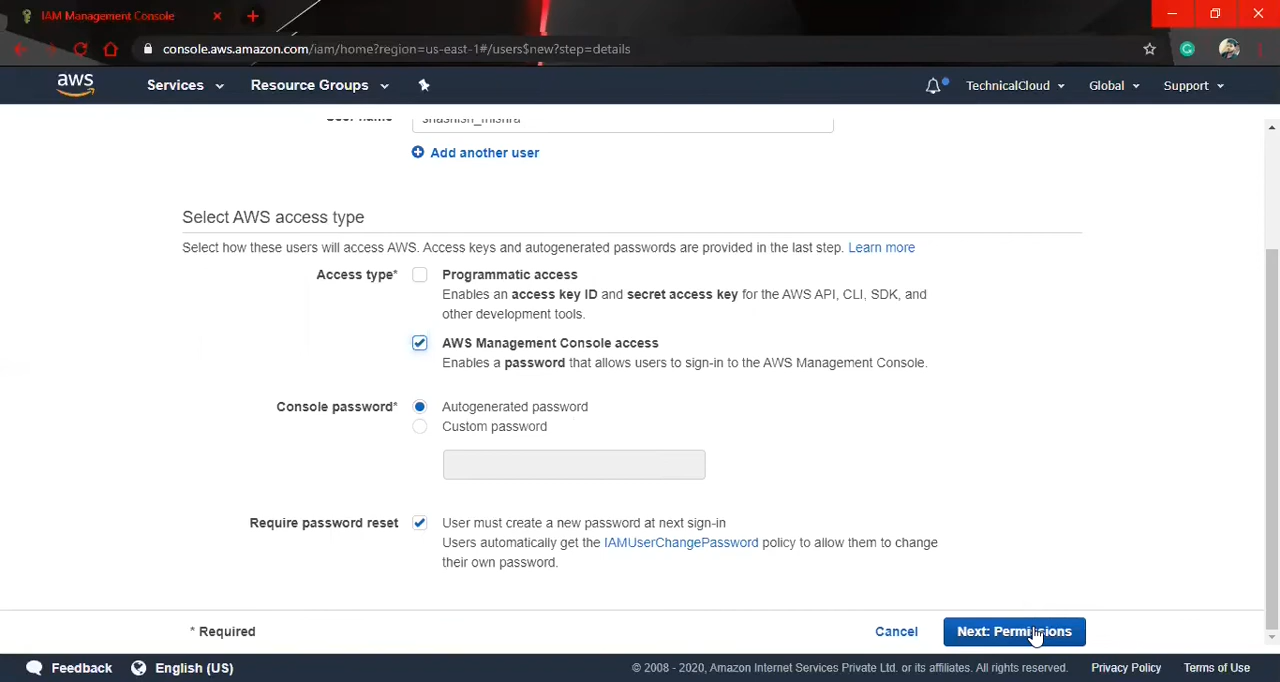 IAM Management Console
console.aws.amazon.com/iam/home?region=us-east-1#/users$new?step=details
aws
Services
Resource Groups
TechnicalCloud
Global
Support
User name
shashish_mishra
Add another user
Select AWS access type
Select how these users will access AWS. Access keys and autogenerated passwords are provided in the last step. Learn more
Access type*
Programmatic access
Enables an access key ID and secret access key for the AWS API, CLI, SDK, and
other development tools.
AWS Management Console access
Enables a password that allows users to sign-in to the AWS Management Console.
Console password*
Autogenerated password
Custom password
Require password reset
User must create a new password at next sign-in
Users automatically get the IAMUserChangePassword policy to allow them to change
their own password.
* Required
Cancel
Next: Permissions
Feedback
English (US)
© 2008 - 2020, Amazon Internet Services Private Ltd. or its affiliates. All rights reserved.
Privacy Policy
Terms of Use